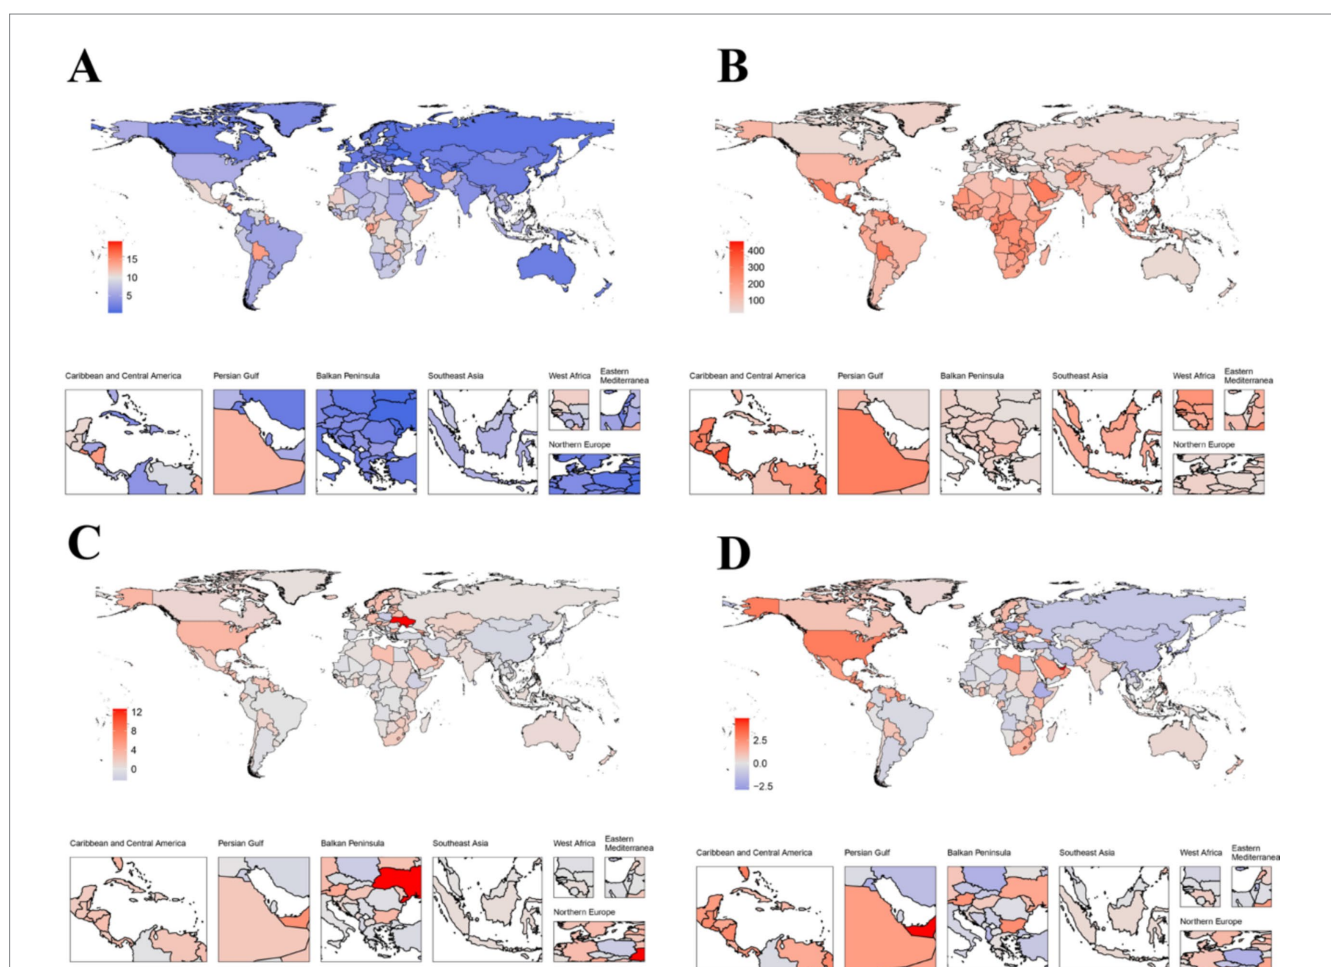 A
B
15
10
5
400
300
200
100
Caribbean and Central America
Persian Gulf
Balkan Peninsula
Southeast Asia
West Africa
Eastern
Mediterranea
Northern Europe
Caribbean and Central America
Persian Gulf
Balkan Peninsula
Southeast Asia
West Africa
Eastern
Mediterranea
Northern Europe
C
D
12
8
4
0
2.5
0.0
−2.5
Caribbean and Central America
Persian Gulf
Balkan Peninsula
Southeast Asia
West Africa
Eastern
Mediterranea
Northern Europe
Caribbean and Central America
Persian Gulf
Balkan Peninsula
Southeast Asia
West Africa
Eastern
Mediterranea
Northern Europe